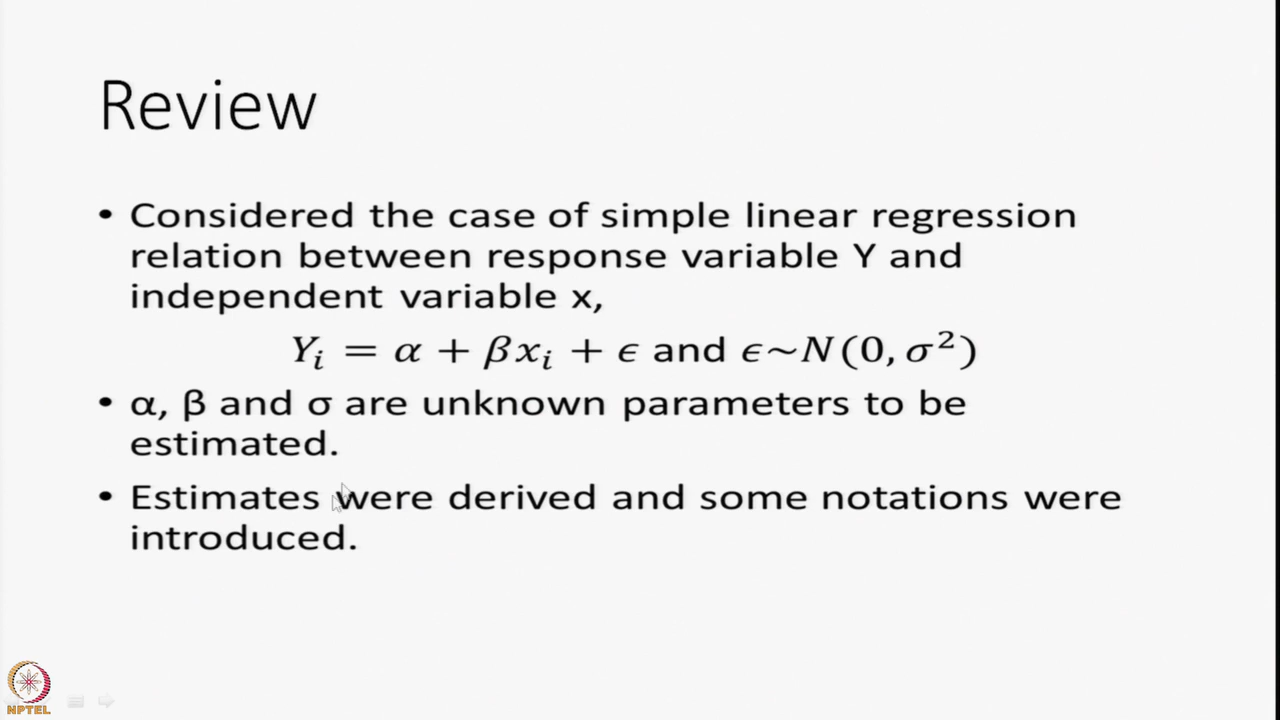 Review
• Considered the case of simple linear regression
relation between response variable Y and
independent variable x,
Yᵢ = α + βxᵢ + ϵ and ϵ~N(0, σ²)
• α, β and σ are unknown parameters to be
estimated.
• Estimates were derived and some notations were
introduced.
NPTEL